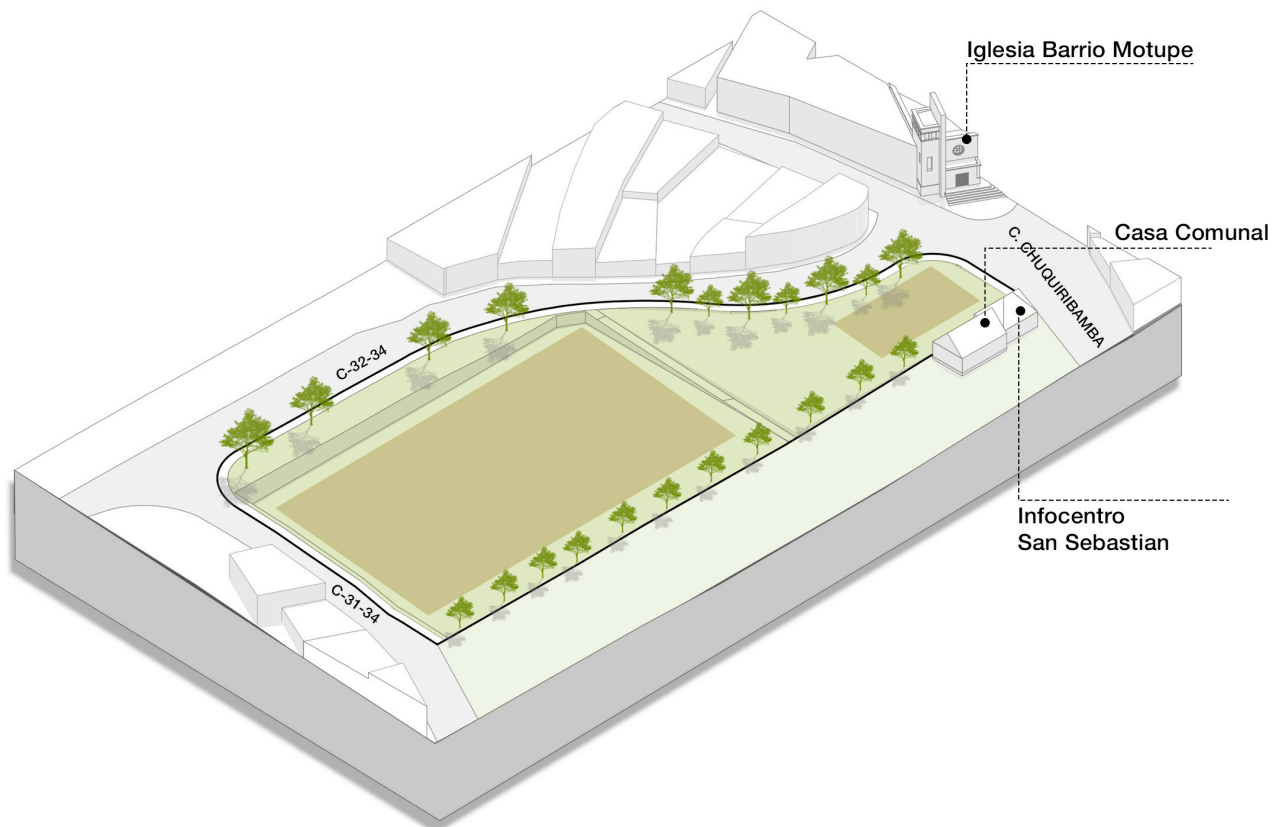 Iglesia Barrio Motupe
Casa Comunal
C. CHUQUIRIBAMBA
C-32-34
Infocentro
San Sebastian
C-31-34